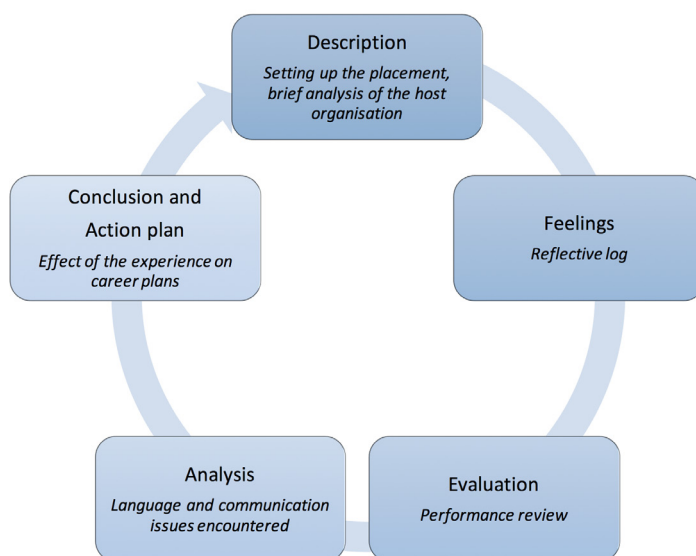 Description
Setting up the placement,
brief analysis of the host
organisation
Feelings
Reflective log
Evaluation
Performance review
Analysis
Language and communication
issues encountered
Conclusion and
Action plan
Effect of the experience on
career plans